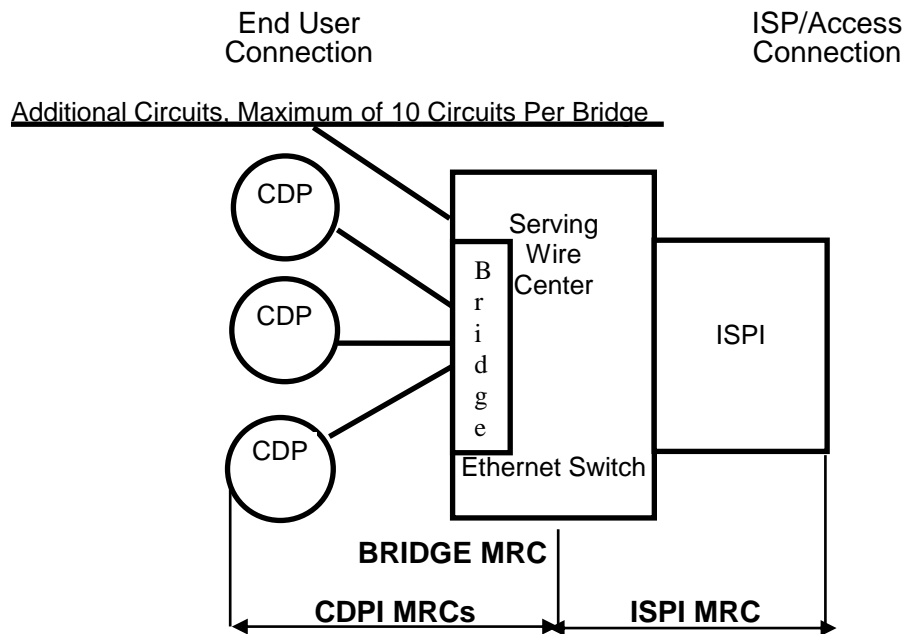 End User
Connection
ISP/Access
Connection
Additional Circuits, Maximum of 10 Circuits Per Bridge
CDP
CDP
CDP
Bridge
Serving
Wire
Center
Ethernet Switch
ISPI
BRIDGE MRC
CDPI MRCs
ISPI MRC